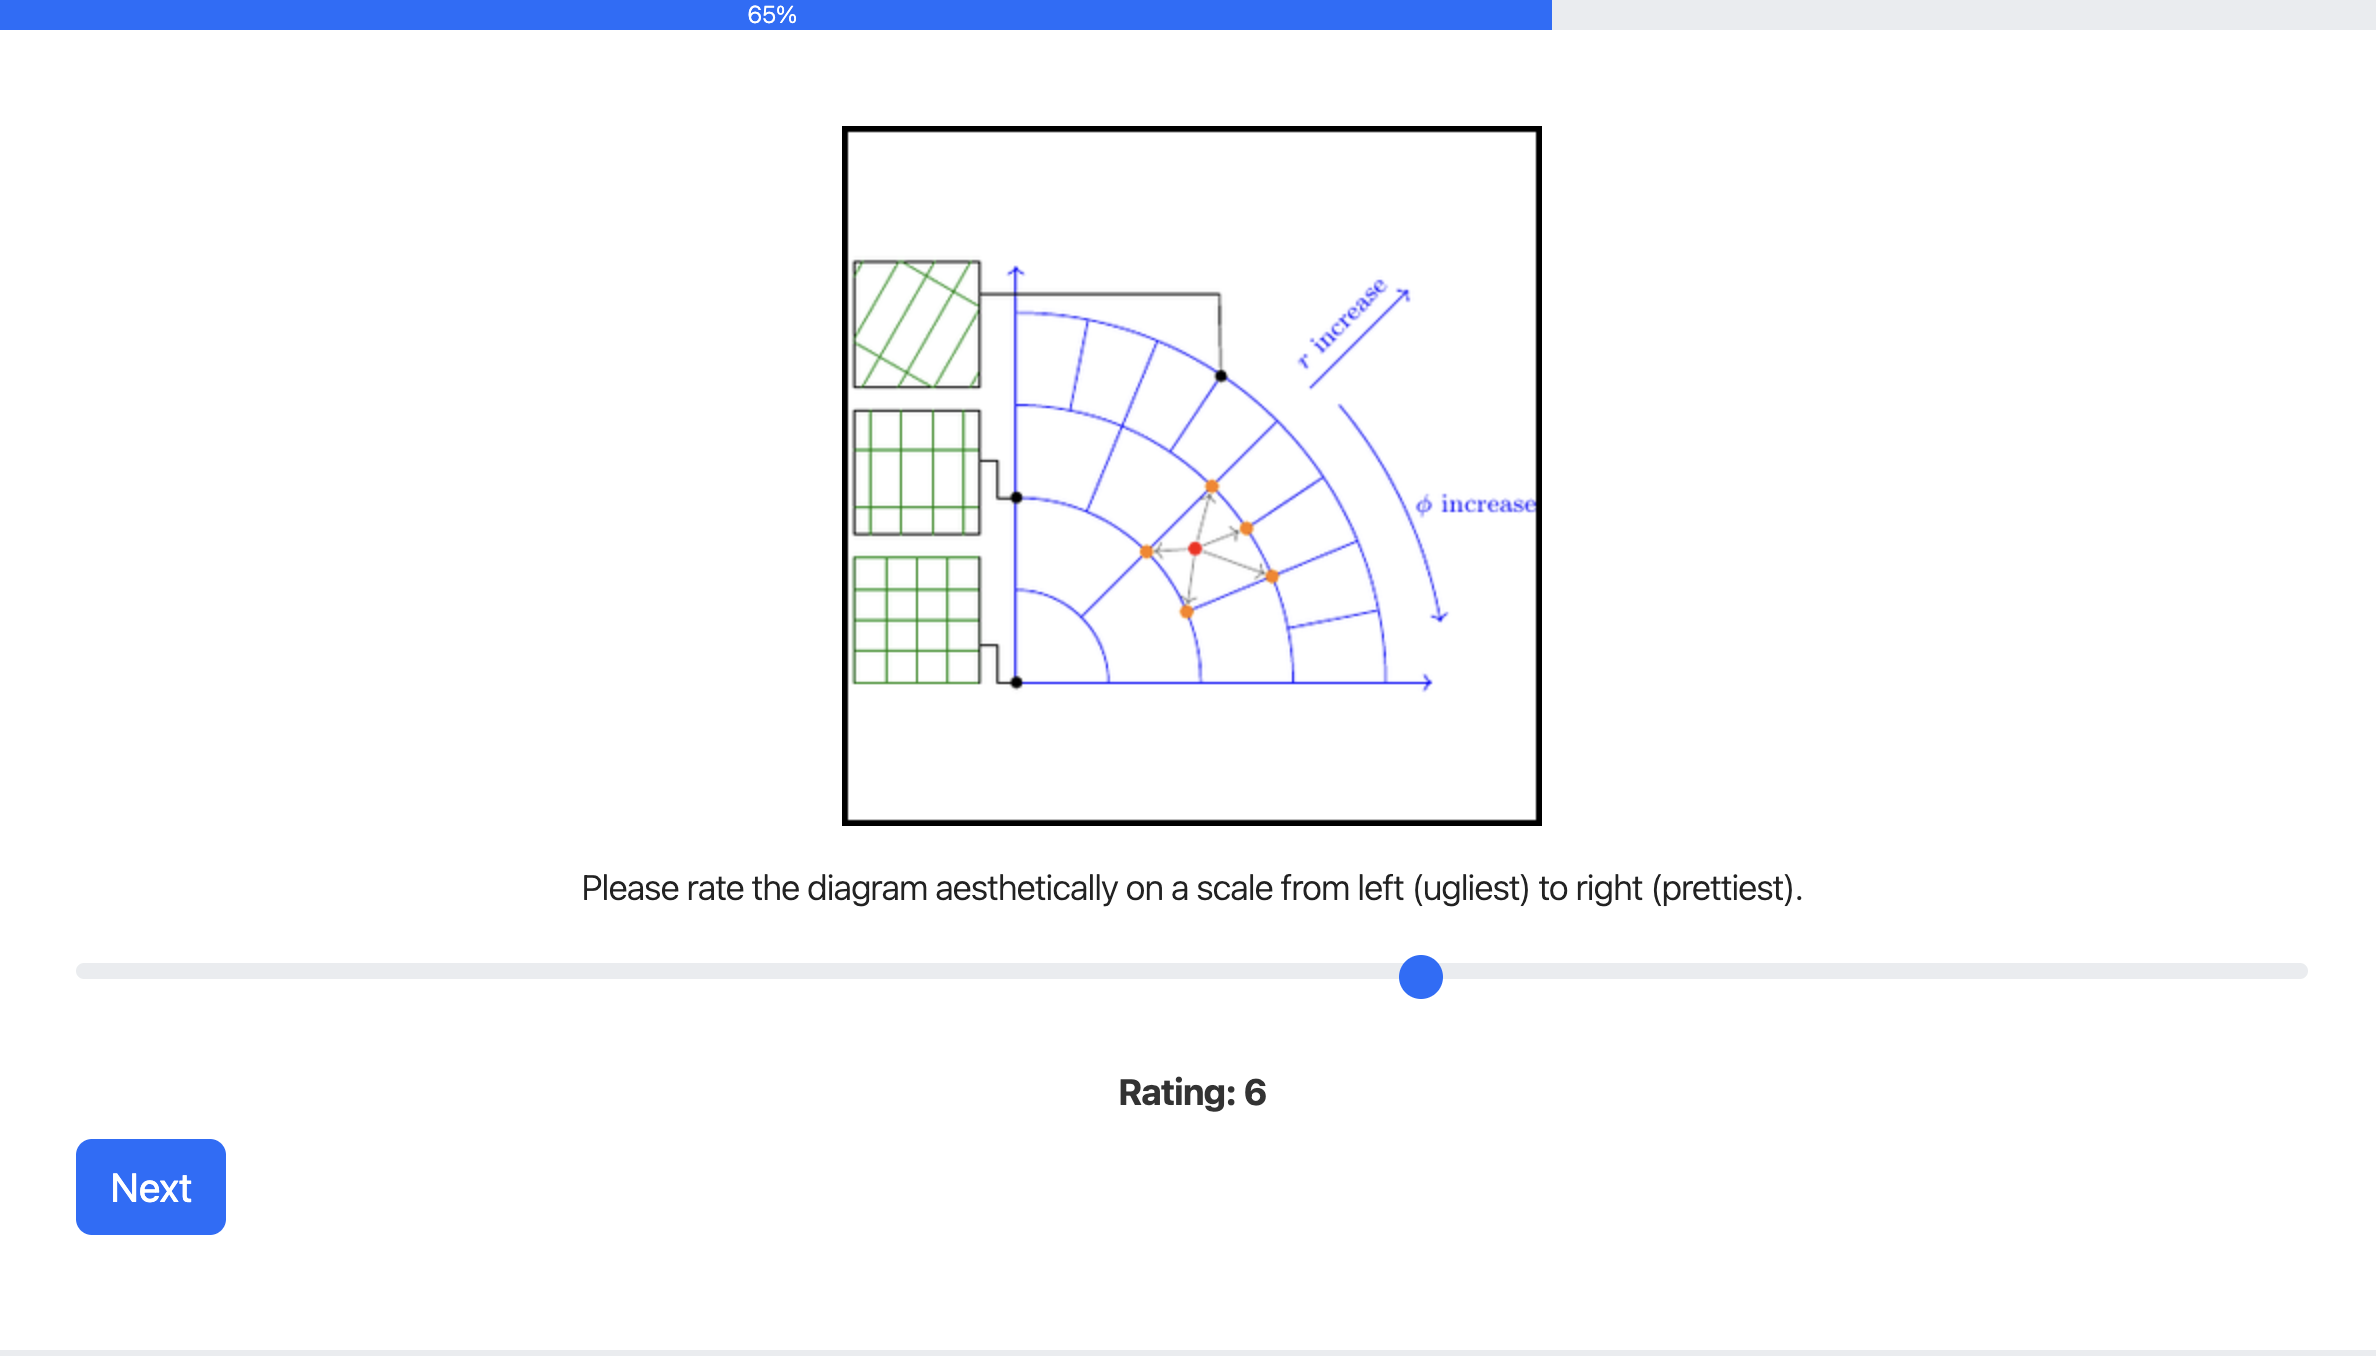 65%
r increase
ϕ increase
Please rate the diagram aesthetically on a scale from left (ugliest) to right (prettiest).
Rating: 6
Next